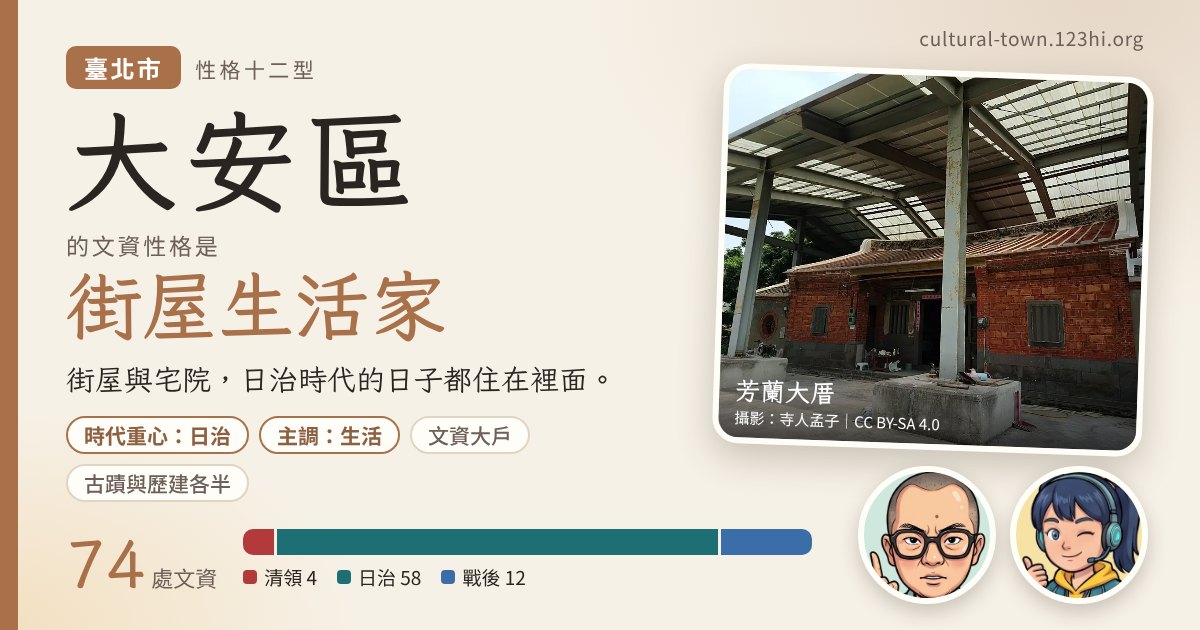 臺北市 性格十二型
cultural-town.123hi.org
大安區
的文資性格是
街屋生活家
街屋與宅院，日治時代的日子都住在裡面。
時代重心：日治 主調：生活 文資大戶
古蹟與歷建各半
芳蘭大厝
攝影：寺人孟子｜CC BY-SA 4.0
74 處文資
清領 4 日治 58 戰後 12